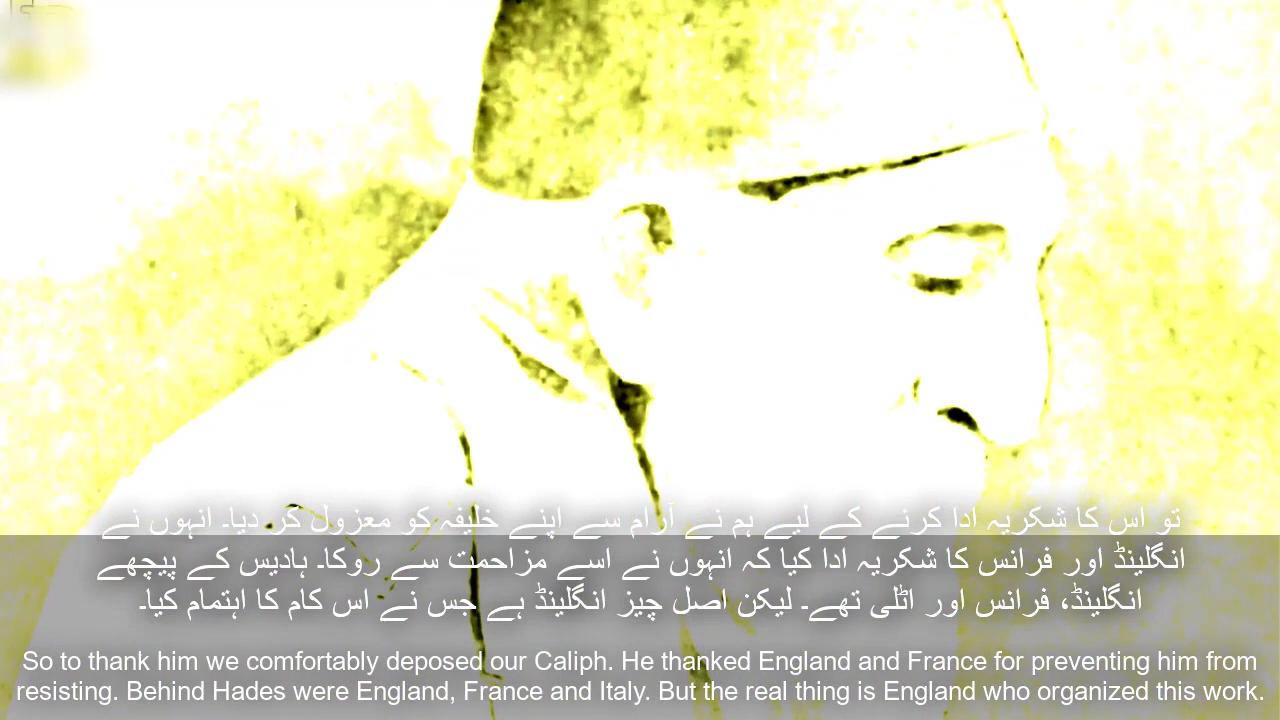 تو اس کا شکریہ ادا کرنے کے لیے ہم نے آرام سے اپنے خلیفہ کو معزول کر دیا۔ انہوں نے
انگلینڈ اور فرانس کا شکریہ ادا کیا کہ انہوں نے اسے مزاحمت سے روکا۔ ہادیس کے پیچھے
انگلینڈ، فرانس اور اٹلی تھے۔ لیکن اصل چیز انگلینڈ ہے جس نے اس کام کا اہتمام کیا۔
So to thank him we comfortably deposed our Caliph. He thanked England and France for preventing him from
resisting. Behind Hades were England, France and Italy. But the real thing is England who organized this work.